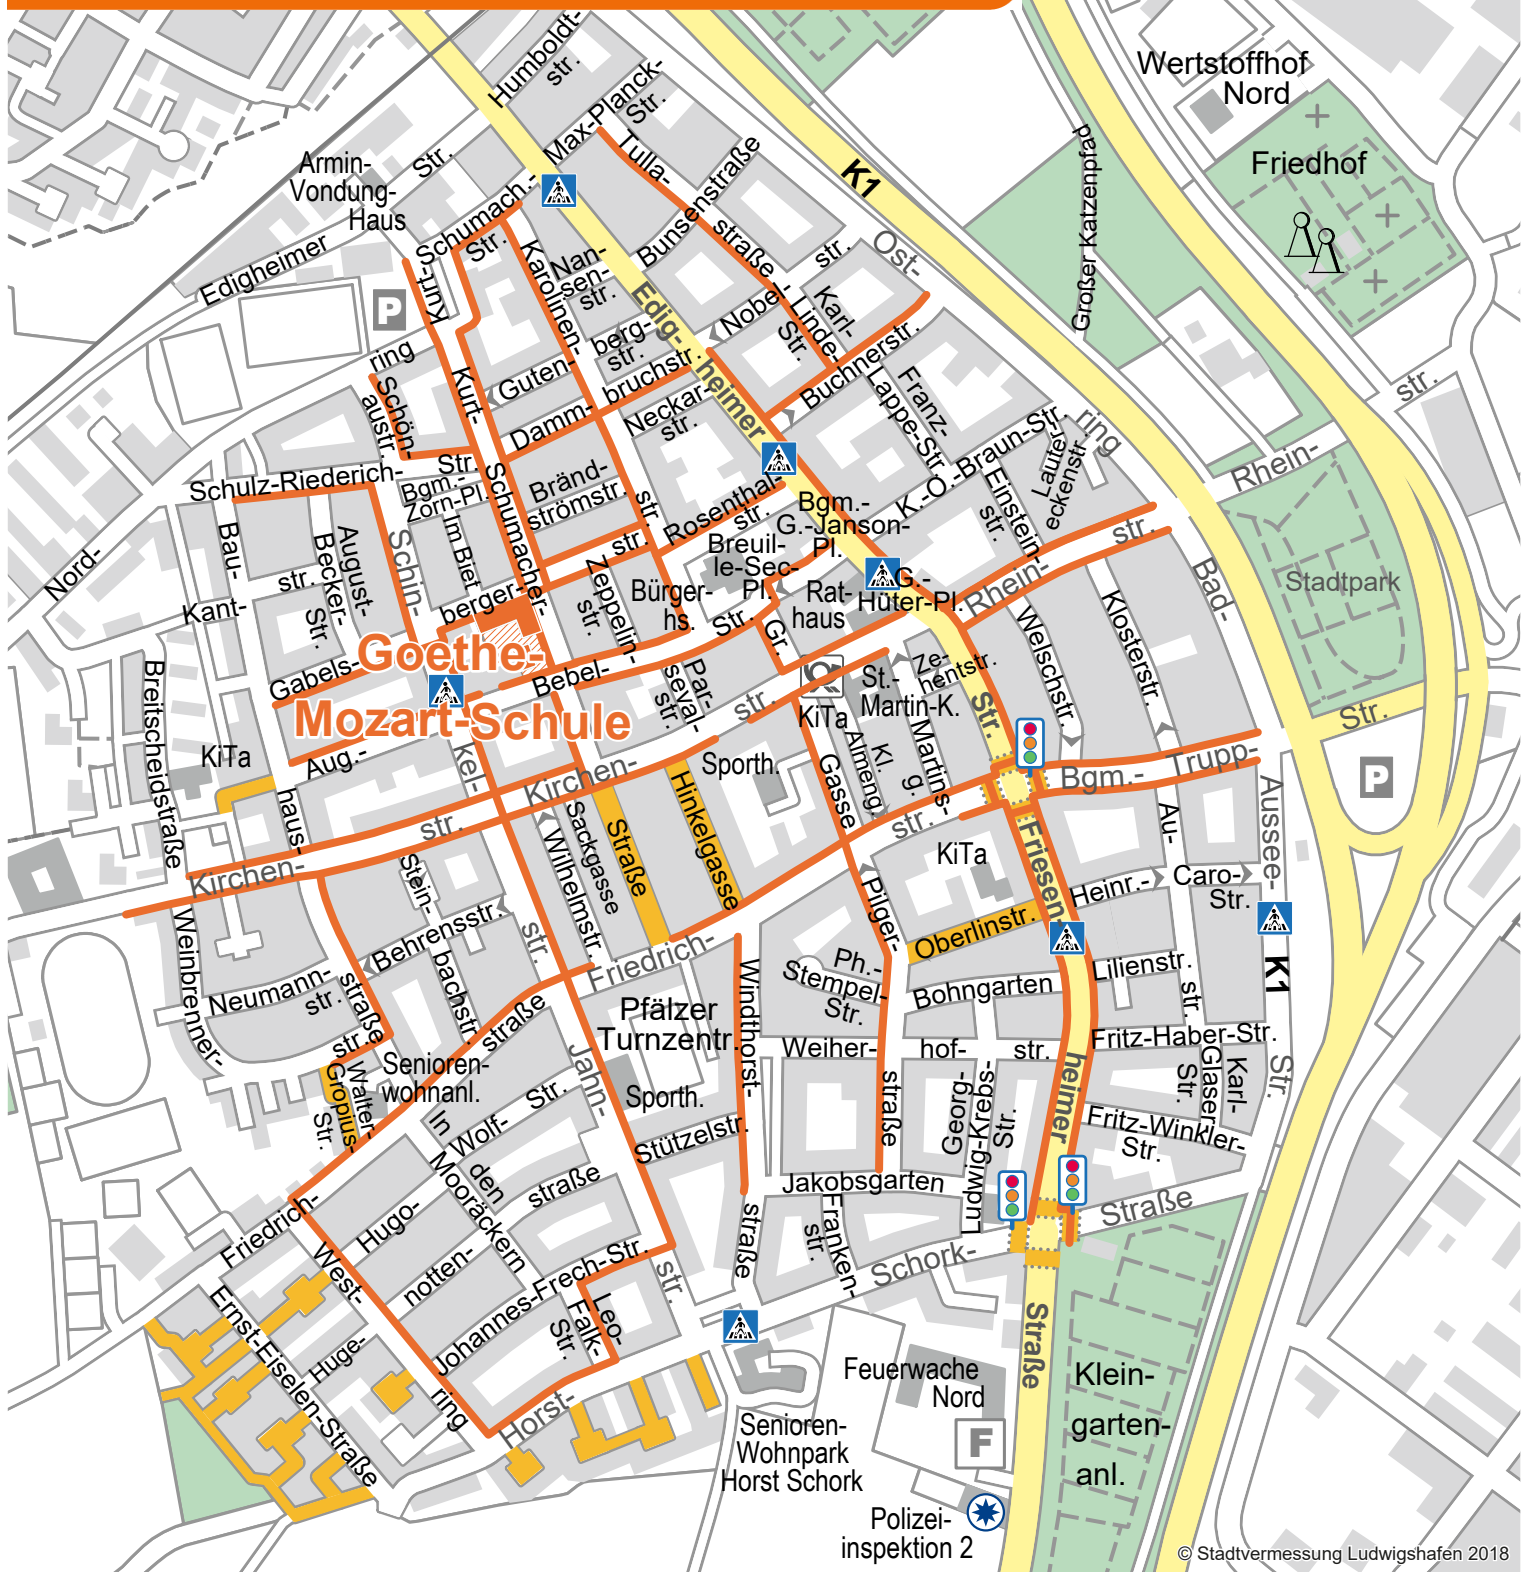 Humboldt-
str.
Max-Planck-
Str.
Tulla-
straße
Bunsenstraße
K1
Wertstoffhof
Nord
Friedhof
Großer Katzenpfad
Armin-
Vondung-
Haus
Str.
Edigheimer
Schumach.-
Str.
Kurt-
P
ring
Schön-
austr.
Karolinen-
str.
Nan-
sen-
str.
Ost-
ring
str.
Nobel-
Karl-
Linde-
Str.
Buchnerstr.
Edig-
heimer
Str.
berg-
str.
Guten-
bruchstr.
Damm-
Neckar-
str.
Franz-
Lappe-Str.
K.-O.-Braun-Str.
Lauter-
eckenstr.
Einstein-
str.
Rhein-
str.
Kurt-
Schumacher-
Str.
Schulz-Riederich-
Bgm.-
Zorn-Pl.
Im Biet
Bränd-
strömstr.
Rosenthal-
str.
Bgm.-
G.-Janson-
Pl.
Breuil-
le-Sec-
Pl.
Bürger-
hs.
Rat-
haus
G.-
Hüter-Pl.
Rhein-
str.
Bad-
Stadtpark
Nord-
Bau-
haus-
straße
August-
Becker-
Str.
Schin-
kel-
str.
Kant-
str.
berger-
str.
Gabels-
Zeppelin-
str.
Goethe-
Mozart-Schule
Bebel-
Str.
Aug.-
Par-
seval-
str.
Gr.
Gasse
Ze-
hentstr.
St.-
Martin-K.
Welschstr.
Klosterstr.
Str.
Breitscheidstraße
KiTa
KiTa
Kl.
Almeng.
Martins-
g.
Sporth.
Kirchen-
str.
Kirchen-
str.
Hinkelgasse
Straße
Sackgasse
Wilhelmstr.
Bgm.-
Trupp-
Str.
P
Aussee-
Au-
str.
KiTa
Friesen-
heimer
Straße
Heinr.-
Caro-
Str.
K1
Str.
Stein-
bachstr.
Behrensstr.
Weinbrenner-
str.
Neumann-
str.
Friedrich-
str.
Pilger-
straße
Oberlinstr.
Ph.-
Stempel-
Str.
Bohngarten
Lilienstr.
Fritz-Haber-Str.
Windthorst-
straße
Pfälzer
Turnzentr.
Weiher-
hof-
str.
Senioren-
wohnanl.
Walter-
Gropius-
Str.
Jahn-
str.
Sporth.
Stützelstr.
Georg-
Ludwig-Krebs-
Str.
Glaser-
Str.
Karl-
Fritz-Winkler-
Str.
Jakobsgarten
Franken-
str.
In
den
Mooräckern
Wolf-
Str.
Hugo-
straße
notten-
Huge-
Friedrich-
straße
West-
ring
Johannes-Frech-Str.
Leo-
Falk-
Str.
Ernst-Eiselen-Straße
Horst-
Schork-
Straße
Feuerwache
Nord
F
Senioren-
Wohnpark
Horst Schork
Polizei-
inspektion 2
Klein-
garten-
anl.
© Stadtvermessung Ludwigshafen 2018